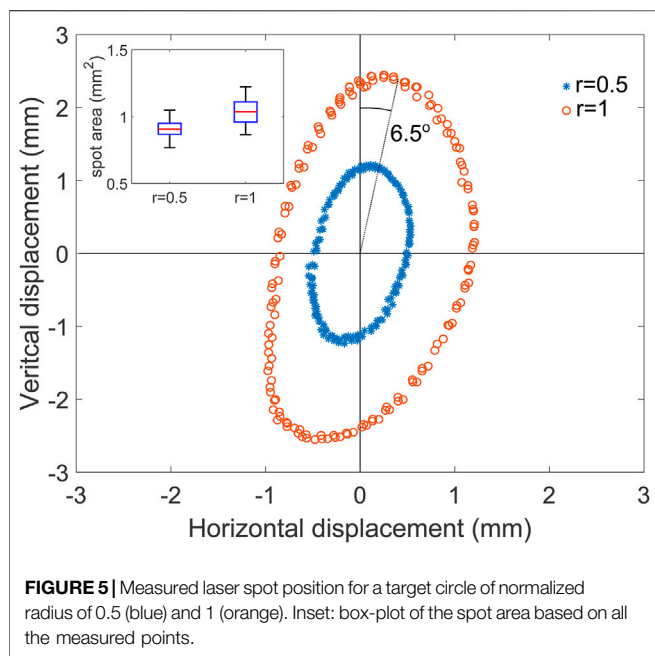 3
2
1
0
-1
-2
-3
Veritcal displacement (mm)
-3
-2
-1
0
1
2
3
Horizontal displacement (mm)
1.5
1
0.5
spot area (mm²)
r=0.5
r=1
r=0.5
r=1
6.5°
FIGURE 5 | Measured laser spot position for a target circle of normalized
radius of 0.5 (blue) and 1 (orange). Inset: box-plot of the spot area based on all
the measured points.